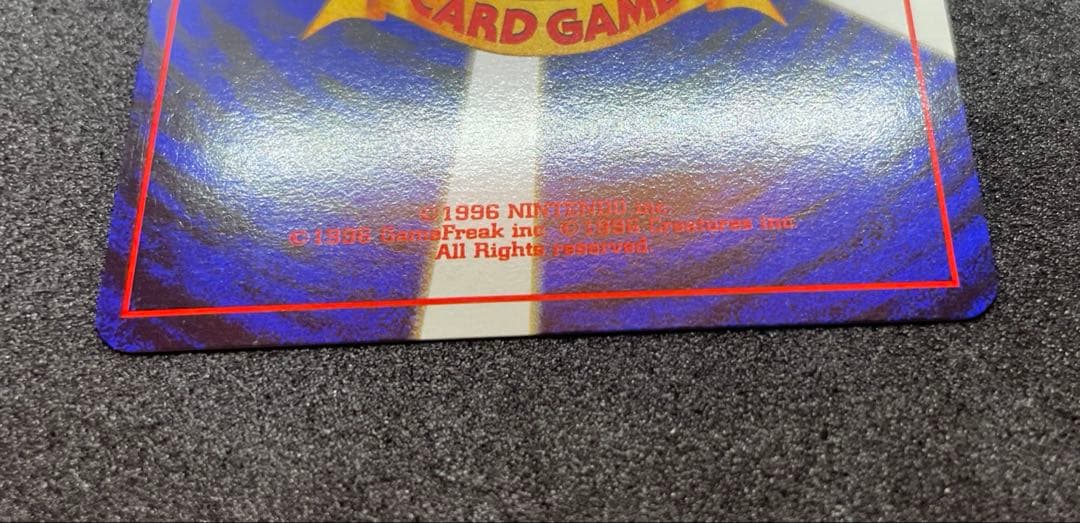 CARD GAME
© 1996 NINTENDO inc.
© 1996 GameFreak inc. © 1996 Creatures inc.
All Rights reserved.